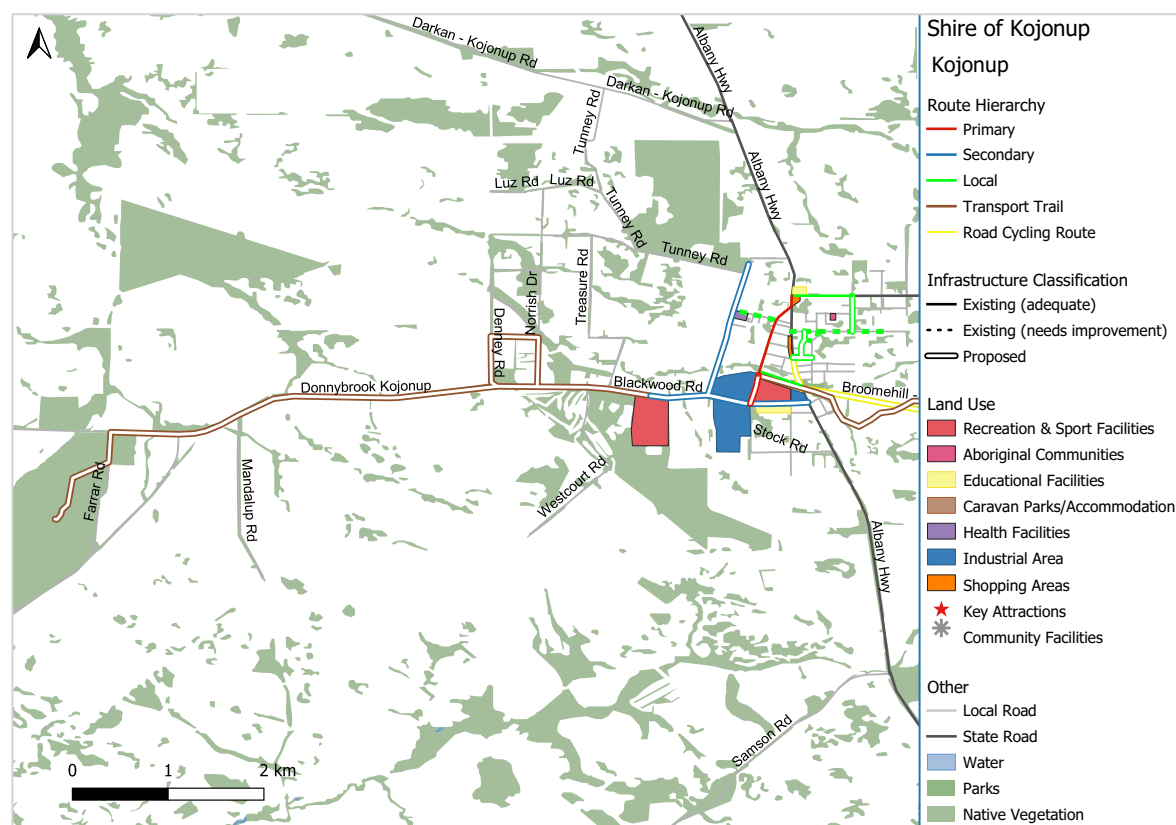 Shire of Kojonup
Kojonup
Route Hierarchy
Primary
Secondary
Local
Transport Trail
Road Cycling Route
Infrastructure Classification
Existing (adequate)
Existing (needs improvement)
Proposed
Land Use
Recreation & Sport Facilities
Aboriginal Communities
Educational Facilities
Caravan Parks/Accommodation
Health Facilities
Industrial Area
Shopping Areas
Key Attractions
Community Facilities
Other
Local Road
State Road
Water
Parks
Native Vegetation
Darkan - Kojonup Rd
Albany Hwy
Darkan - Kojonup Rd
Tunney Rd
Albany Hwy
Luz Rd
Luz Rd
Tunney Rd
Tunney Rd
Treasure Rd
Norrish Dr
Denney Rd
Donnybrook Kojonup
Blackwood Rd
Broomehill -
Stock Rd
Westcourt Rd
Farrar Rd
Mandalup Rd
Albany Hwy
Samson Rd
0 1 2 km